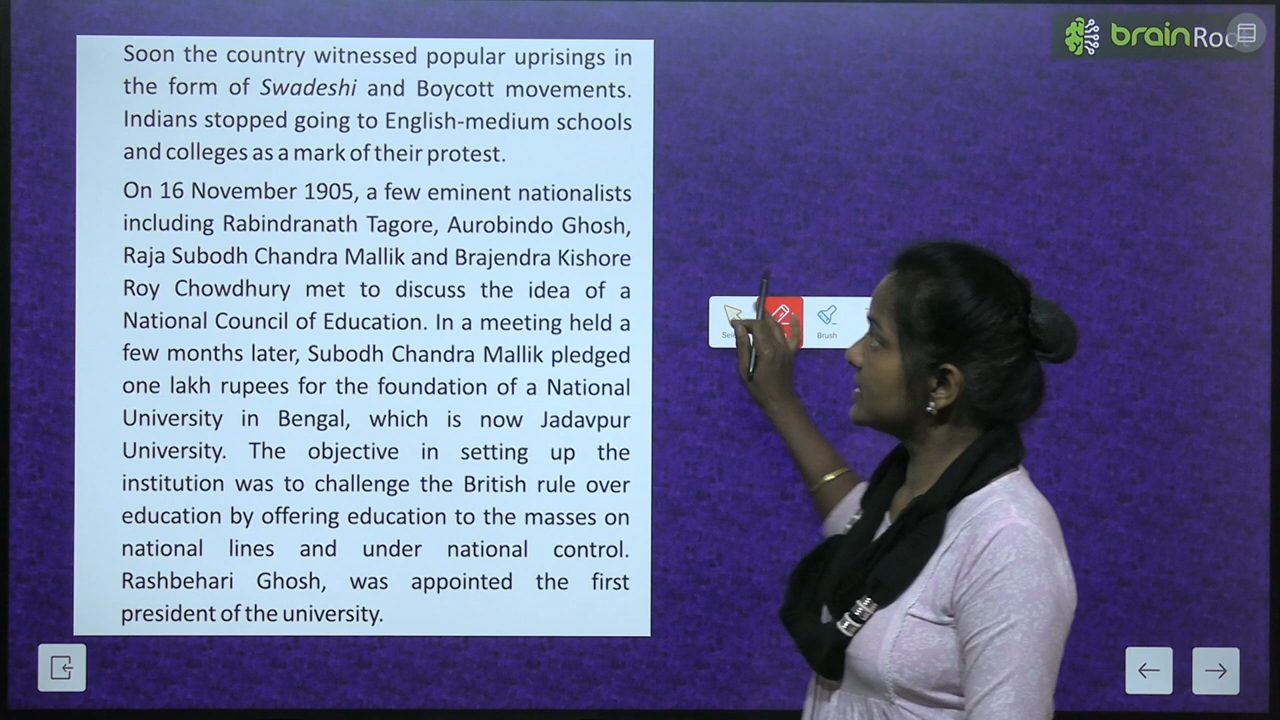 brainRoot
Soon the country witnessed popular uprisings in
the form of Swadeshi and Boycott movements.
Indians stopped going to English-medium schools
and colleges as a mark of their protest.
On 16 November 1905, a few eminent nationalists
including Rabindranath Tagore, Aurobindo Ghosh,
Raja Subodh Chandra Mallik and Brajendra Kishore
Roy Chowdhury met to discuss the idea of a
National Council of Education. In a meeting held a
few months later, Subodh Chandra Mallik pledged
one lakh rupees for the foundation of a National
University in Bengal, which is now Jadavpur
University. The objective in setting up the
institution was to challenge the British rule over
education by offering education to the masses on
national lines and under national control.
Rashbehari Ghosh, was appointed the first
president of the university.
Brush